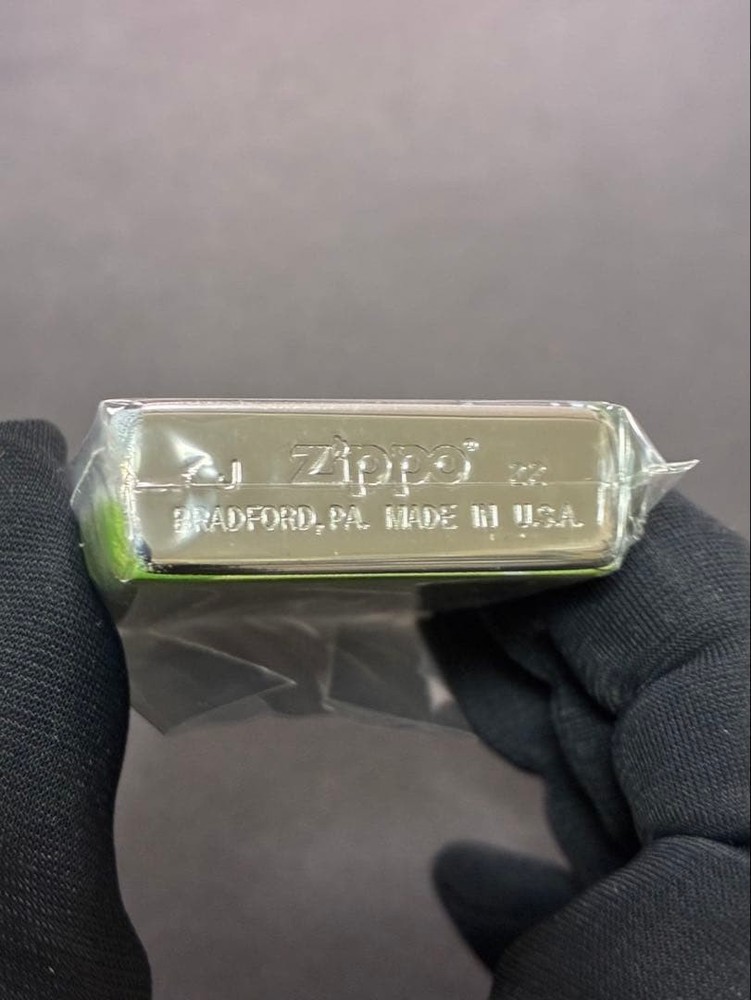 J Zippo® 22
BRADFORD, PA. MADE IN U.S.A.